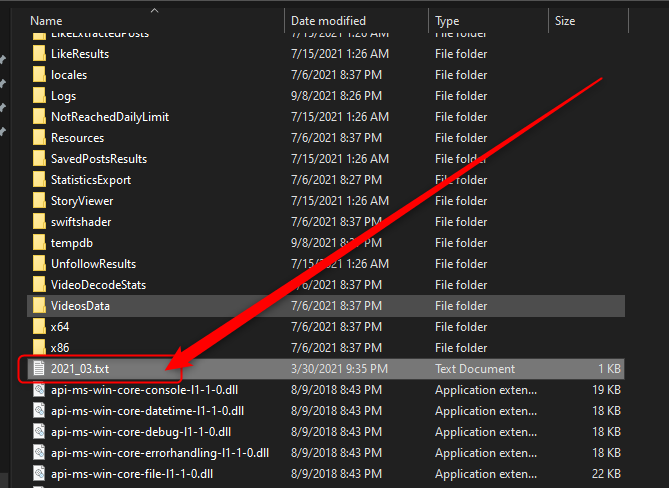 Name Date modified Type Size
LikeExtractedPosts 7/15/2021 1:26 AM File folder
LikeResults 7/15/2021 1:26 AM File folder
locales 7/6/2021 8:37 PM File folder
Logs 9/8/2021 8:26 PM File folder
NotReachedDailyLimit 7/15/2021 1:26 AM File folder
Resources 7/6/2021 8:37 PM File folder
SavedPostsResults 7/15/2021 1:26 AM File folder
StatisticsExport 7/6/2021 8:27 PM File folder
StoryViewer 7/15/2021 1:26 AM File folder
swiftshader 7/6/2021 8:37 PM File folder
tempdb 9/8/2021 File folder
UnfollowResults 7/15/2021 1:26 AM File folder
VideoDecodeStats 7/6/2021 8:37 PM File folder
VideosData 7/6/2021 8:37 PM File folder
x64 7/6/2021 8:37 PM File folder
x86 7/6/2021 8:37 PM File folder
2021_03.txt 3/30/2021 9:35 PM Text Document 1 KB
api-ms-win-core-console-l1-1-0.dll 8/9/2018 8:43 PM Application exten... 19 KB
api-ms-win-core-datetime-l1-1-0.dll 8/9/2018 8:43 PM Application exten... 18 KB
api-ms-win-core-debug-l1-1-0.dll 8/9/2018 8:43 PM Application exten... 18 KB
api-ms-win-core-errorhandling-l1-1-0.dll 8/9/2018 8:43 PM Application exten... 18 KB
api-ms-win-core-file-l1-1-0.dll 8/9/2018 8:43 PM Application exten... 22 KB